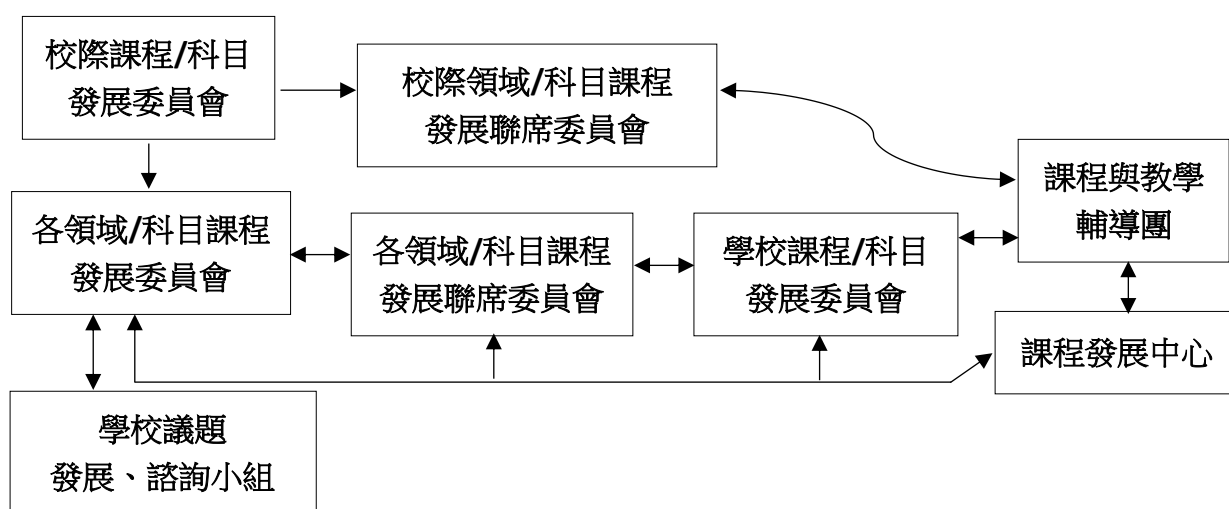 校際課程/科目
發展委員會
校際領域/科目課程
發展聯席委員會
課程與教學
輔導團
各領域/科目課程
發展委員會
各領域/科目課程
發展聯席委員會
學校課程/科目
發展委員會
課程發展中心
學校議題
發展、諮詢小組